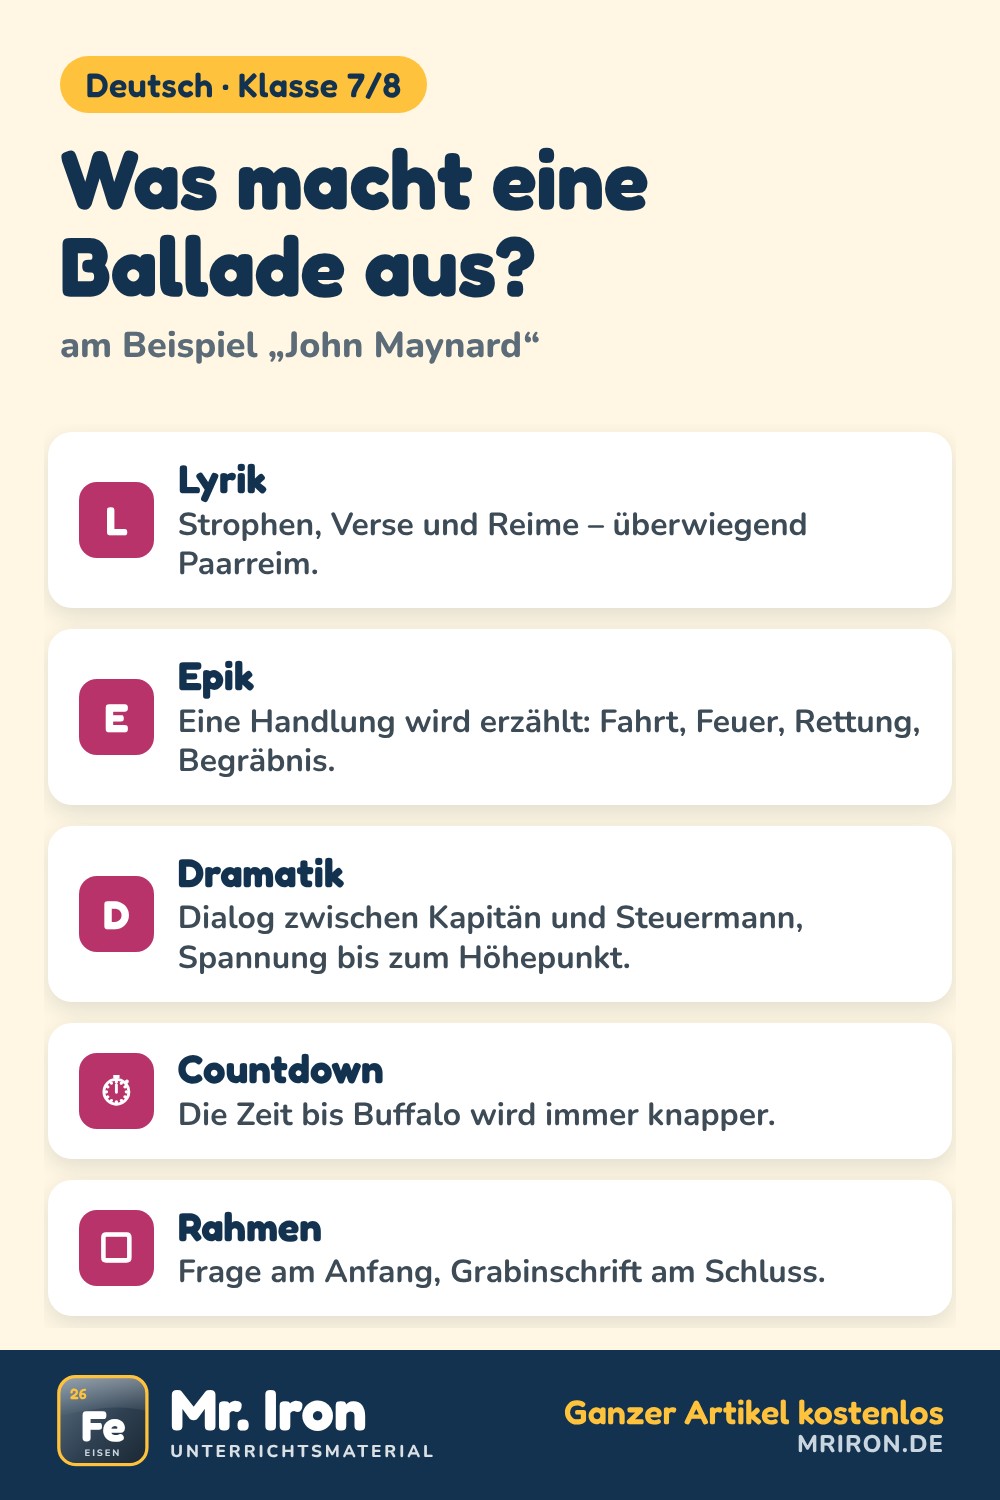 Deutsch · Klasse 7/8
Was macht eine
Ballade aus?
am Beispiel „John Maynard“
L
Lyrik
Strophen, Verse und Reime – überwiegend
Paarreim.
E
Epik
Eine Handlung wird erzählt: Fahrt, Feuer, Rettung,
Begräbnis.
D
Dramatik
Dialog zwischen Kapitän und Steuermann,
Spannung bis zum Höhepunkt.
Countdown
Die Zeit bis Buffalo wird immer knapper.
Rahmen
Frage am Anfang, Grabinschrift am Schluss.
26
Fe
EISEN
Mr. Iron
UNTERRICHTSMATERIAL
Ganzer Artikel kostenlos
MRIRON.DE